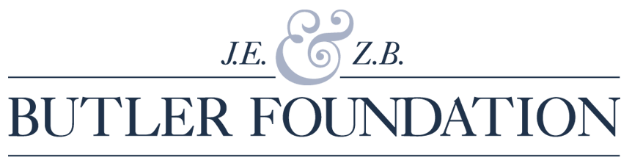 J.E. & Z.B.
BUTLER FOUNDATION